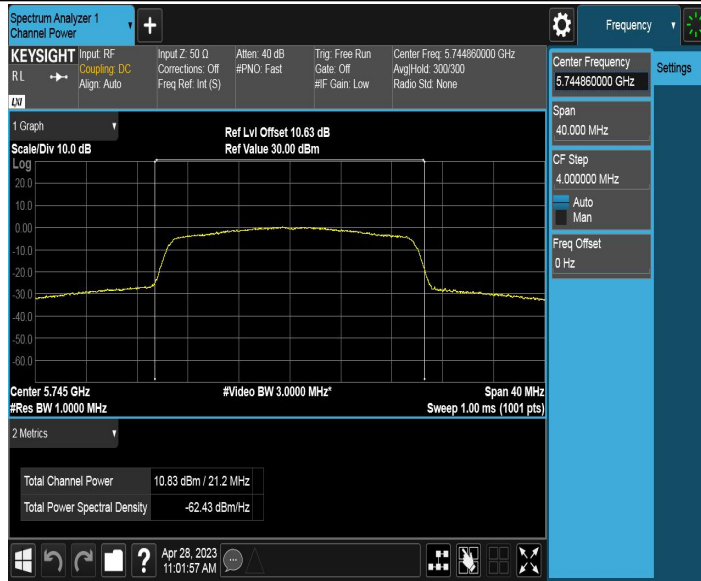 Spectrum Analyzer 1
Channel Power
Frequency
KEYSIGHT
RL
LXI
Input: RF
Coupling: DC
Align: Auto
Input Z: 50 Ω
Corrections: Off
Freq Ref: Int (S)
Atten: 40 dB
#PNO: Fast
Trig: Free Run
Gate: Off
#IF Gain: Low
Center Freq: 5.744860000 GHz
Avg|Hold: 300/300
Radio Std: None
Center Frequency
5.744860000 GHz
Settings
Span
40.000 MHz
CF Step
4.000000 MHz
Auto
Man
Freq Offset
0 Hz
1 Graph
Scale/Div 10.0 dB
Ref Lvl Offset 10.63 dB
Ref Value 30.00 dBm
Log
20.0
10.0
0.00
-10.0
-20.0
-30.0
-40.0
-50.0
-60.0
Center 5.745 GHz
#Video BW 3.0000 MHz*
Span 40 MHz
#Res BW 1.0000 MHz
Sweep 1.00 ms (1001 pts)
2 Metrics
Total Channel Power 10.83 dBm / 21.2 MHz
Total Power Spectral Density -62.43 dBm/Hz
?
Apr 28, 2023
11:01:57 AM